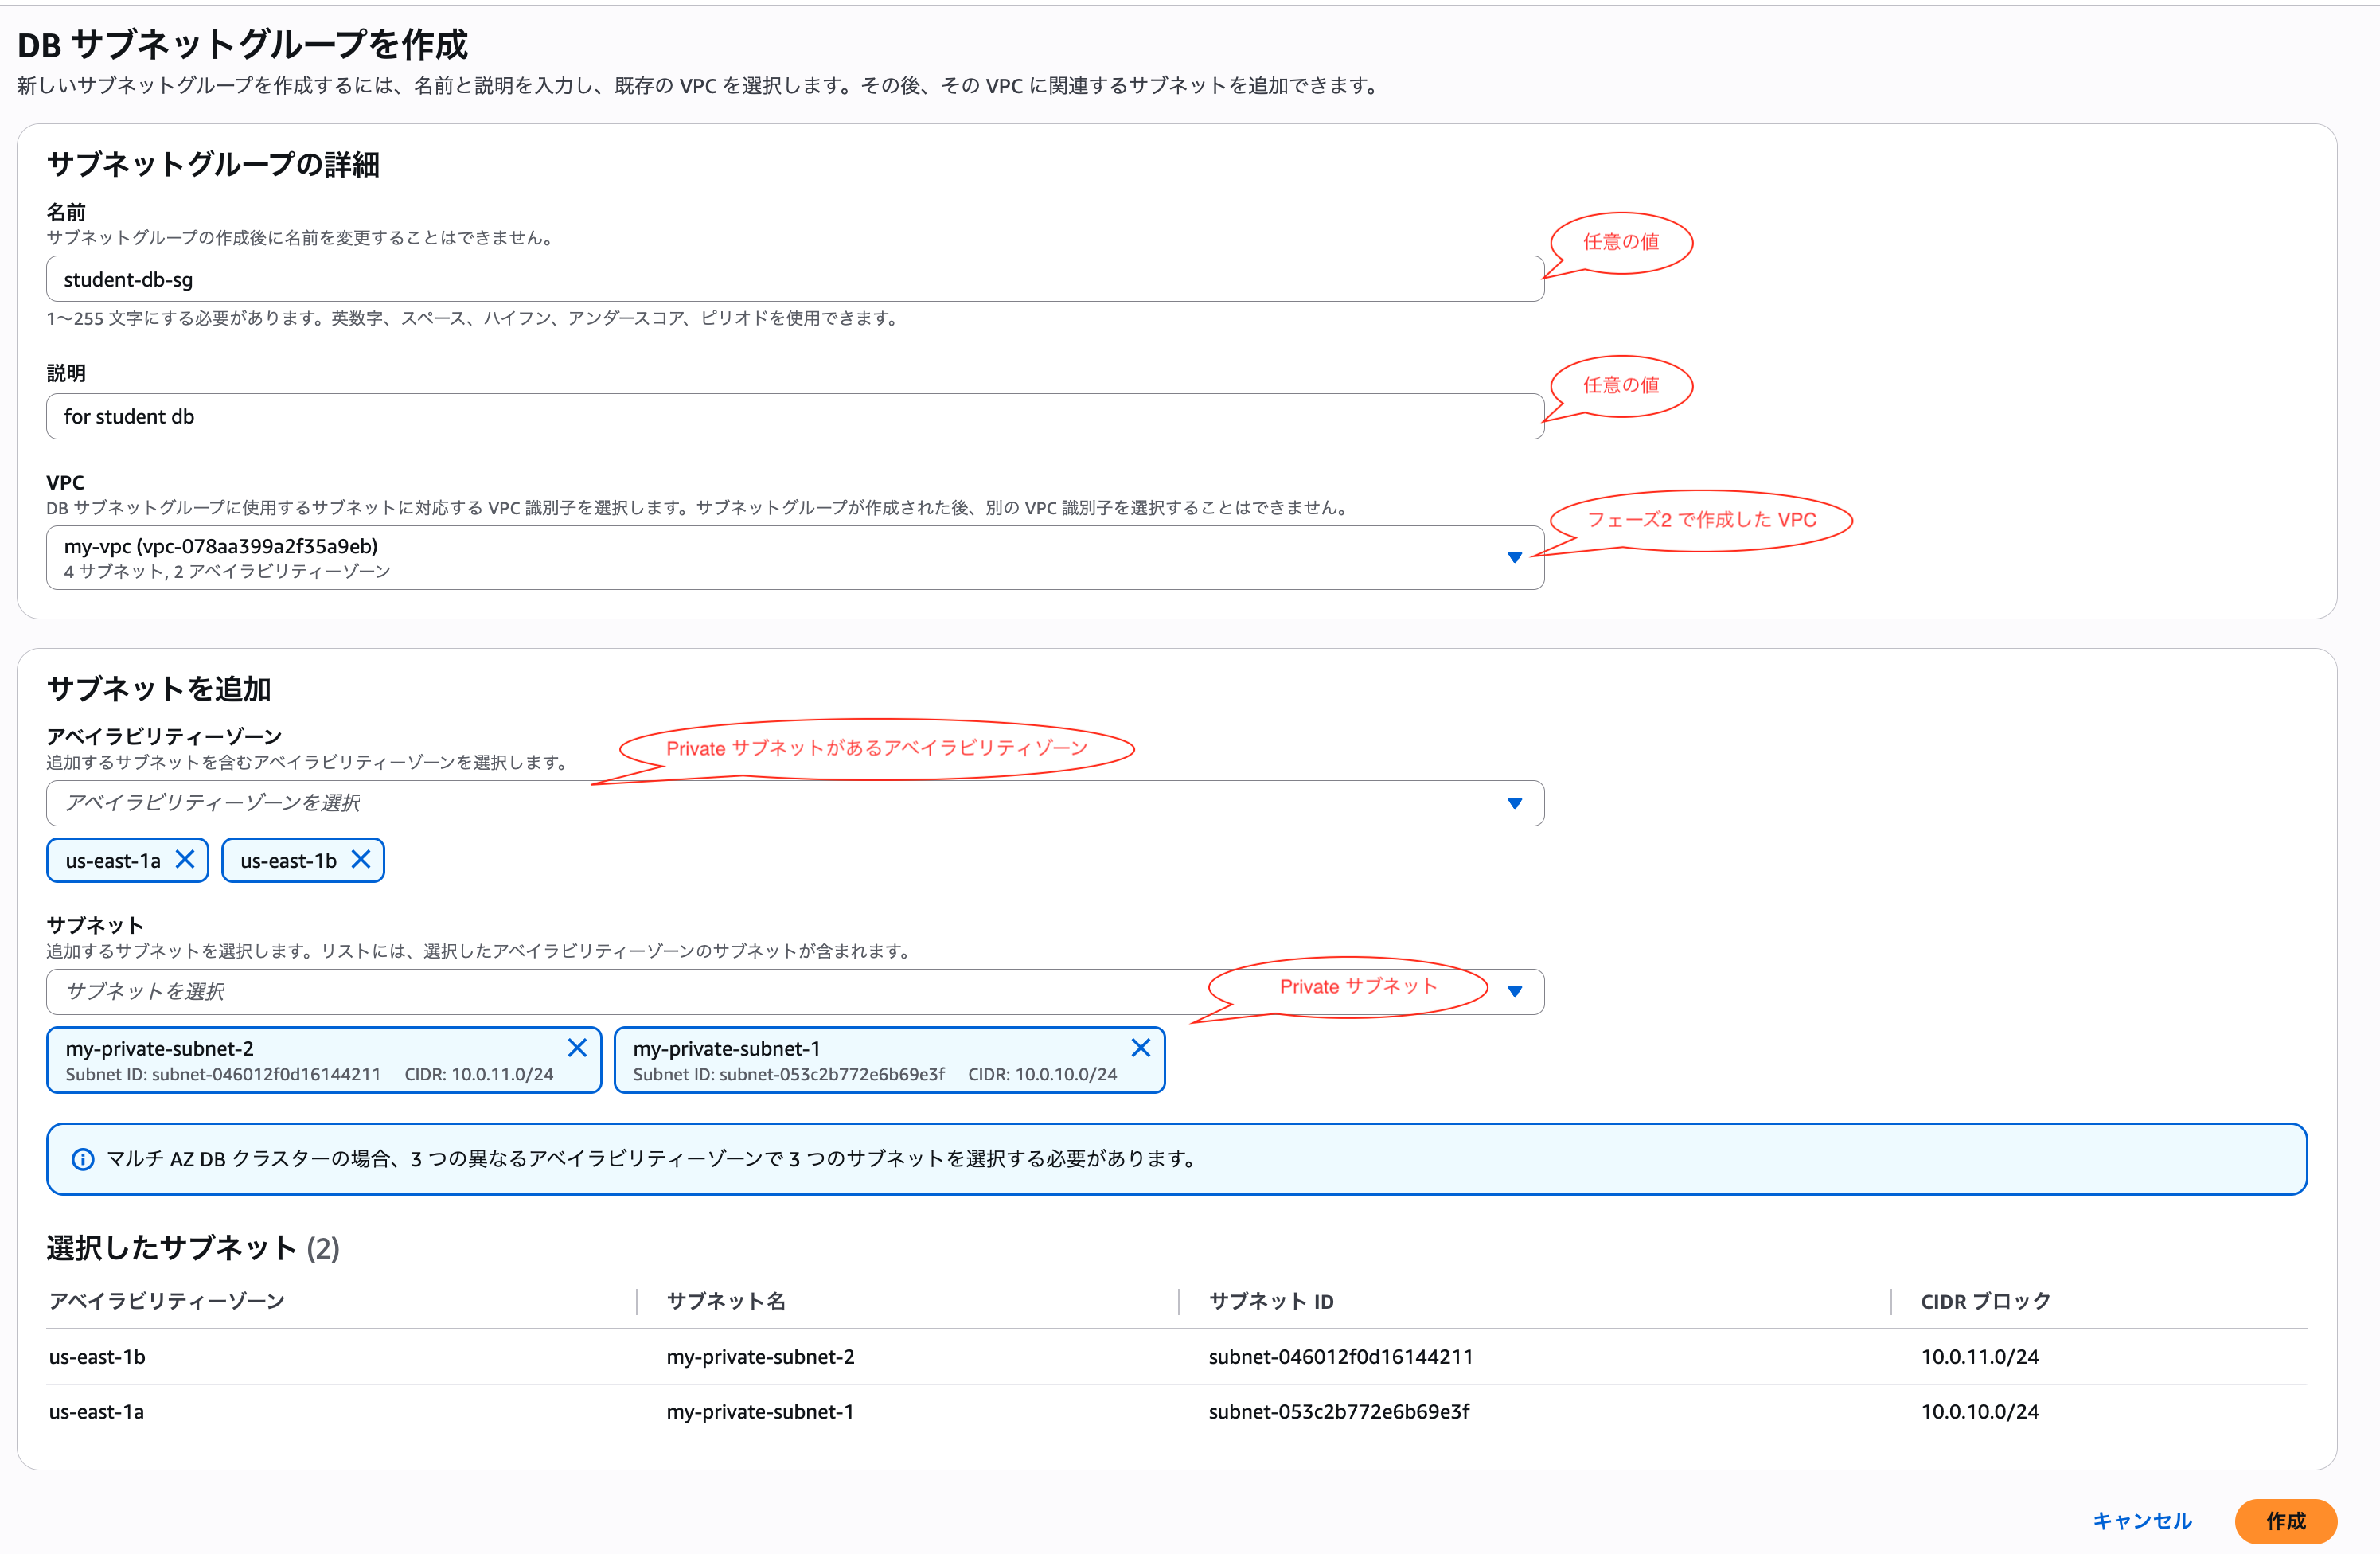 DB サブネットグループを作成
新しいサブネットグループを作成するには、名前と説明を入力し、既存の VPC を選択します。その後、その VPC に関連するサブネットを追加できます。
サブネットグループの詳細
名前
サブネットグループの作成後に名前を変更することはできません。
任意の値
student-db-sg
1〜255 文字にする必要があります。英数字、スペース、ハイフン、アンダースコア、ピリオドを使用できます。
説明
任意の値
for student db
VPC
DB サブネットグループに使用するサブネットに対応する VPC 識別子を選択します。サブネットグループが作成された後、別の VPC 識別子を選択することはできません。
フェーズ2 で作成した VPC
my-vpc (vpc-078aa399a2f35a9eb)
4 サブネット, 2 アベイラビリティーゾーン
サブネットを追加
アベイラビリティーゾーン
Private サブネットがあるアベイラビリティゾーン
追加するサブネットを含むアベイラビリティーゾーンを選択します。
アベイラビリティーゾーンを選択
us-east-1a us-east-1b
サブネット
追加するサブネットを選択します。リストには、選択したアベイラビリティーゾーンのサブネットが含まれます。
サブネットを選択
Private サブネット
my-private-subnet-2
Subnet ID: subnet-046012f0d16144211 CIDR: 10.0.11.0/24
my-private-subnet-1
Subnet ID: subnet-053c2b772e6b69e3f CIDR: 10.0.10.0/24
マルチ AZ DB クラスターの場合、3 つの異なるアベイラビリティーゾーンで 3 つのサブネットを選択する必要があります。
選択したサブネット (2)
アベイラビリティーゾーン サブネット名 サブネット ID CIDR ブロック
us-east-1b my-private-subnet-2 subnet-046012f0d16144211 10.0.11.0/24
us-east-1a my-private-subnet-1 subnet-053c2b772e6b69e3f 10.0.10.0/24
キャンセル 作成